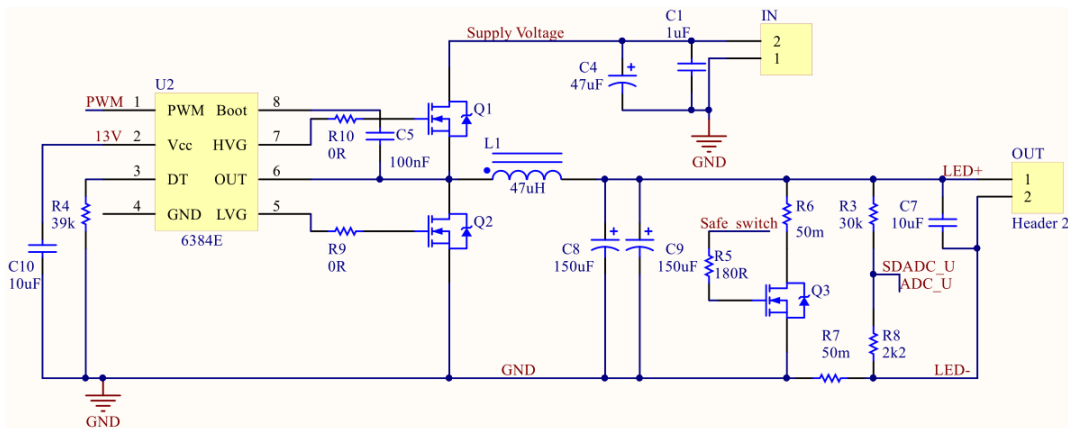 Supply Voltage
C1
1uF
IN
2
1
C4
47uF
GND
U2
PWM
1
PWM
Boot
8
13V
2
Vcc
HVG
7
3
DT
OUT
6
4
GND
LVG
5
6384E
R10
0R
Q1
C5
100nF
L1
47uH
R4
39k
Q2
R9
0R
C10
10uF
C8
150uF
C9
150uF
Safe_switch
R5
180R
R6
50m
Q3
R3
30k
C7
10uF
LED+
OUT
1
2
Header 2
SDADC_U
ADC_U
R7
50m
R8
2k2
GND
LED-
GND